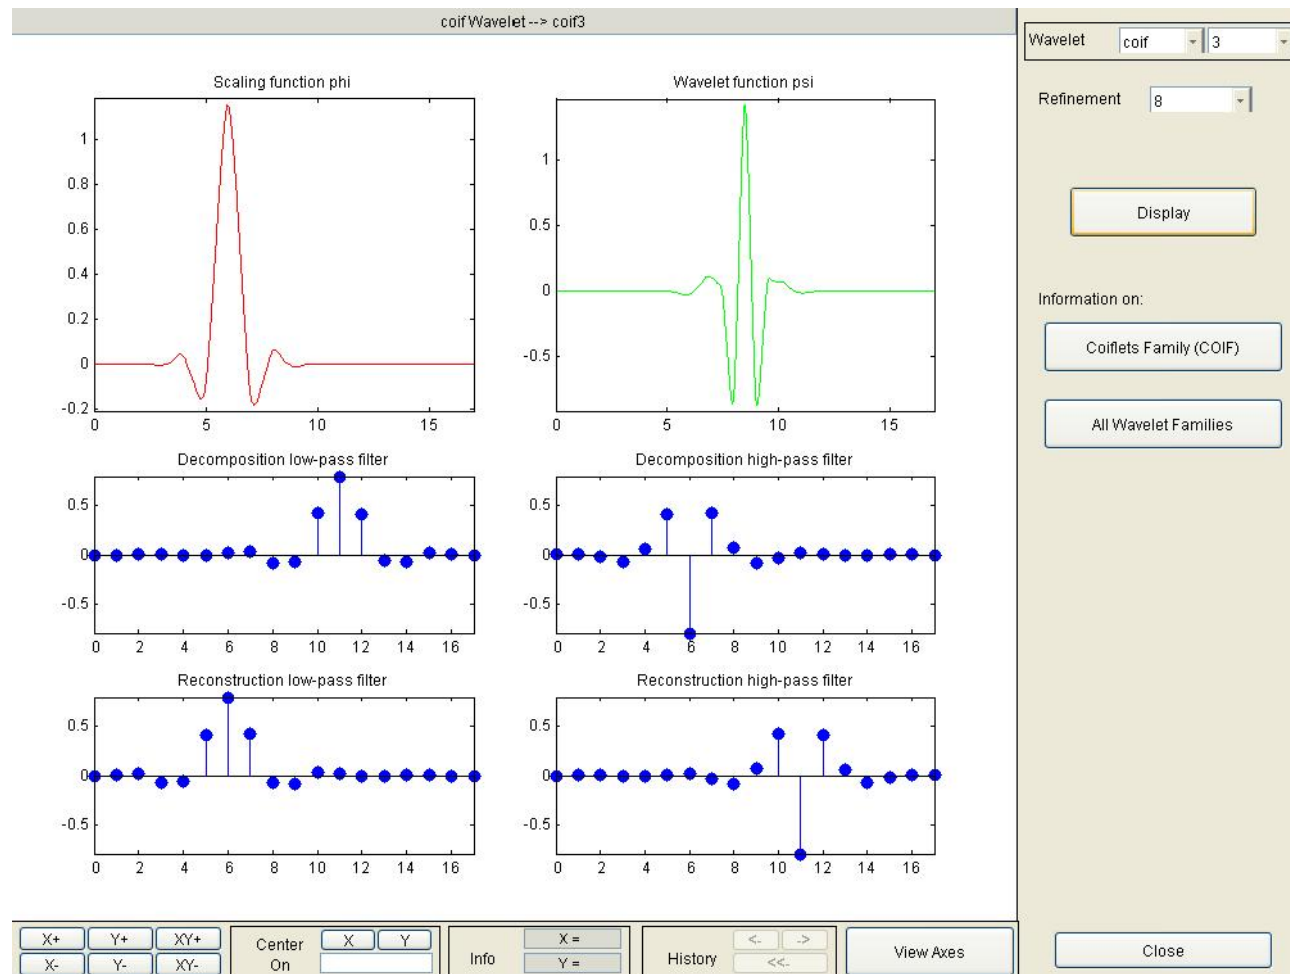 coif Wavelet --> coif3
Wavelet coif 3
Refinement 8
Display
Information on:
Coiflets Family (COIF)
All Wavelet Families
Close
Scaling function phi
1
0.8
0.6
0.4
0.2
0
-0.2
0 5 10 15
Wavelet function psi
1
0.5
0
-0.5
0 5 10 15
Decomposition low-pass filter
0.5
0
-0.5
0 2 4 6 8 10 12 14 16
Decomposition high-pass filter
0.5
0
-0.5
0 2 4 6 8 10 12 14 16
Reconstruction low-pass filter
0.5
0
-0.5
0 2 4 6 8 10 12 14 16
Reconstruction high-pass filter
0.5
0
-0.5
0 2 4 6 8 10 12 14 16
X+ Y+ XY+
X- Y- XY-
Center On X Y
Info X = Y =
History <- -> <<-
View Axes